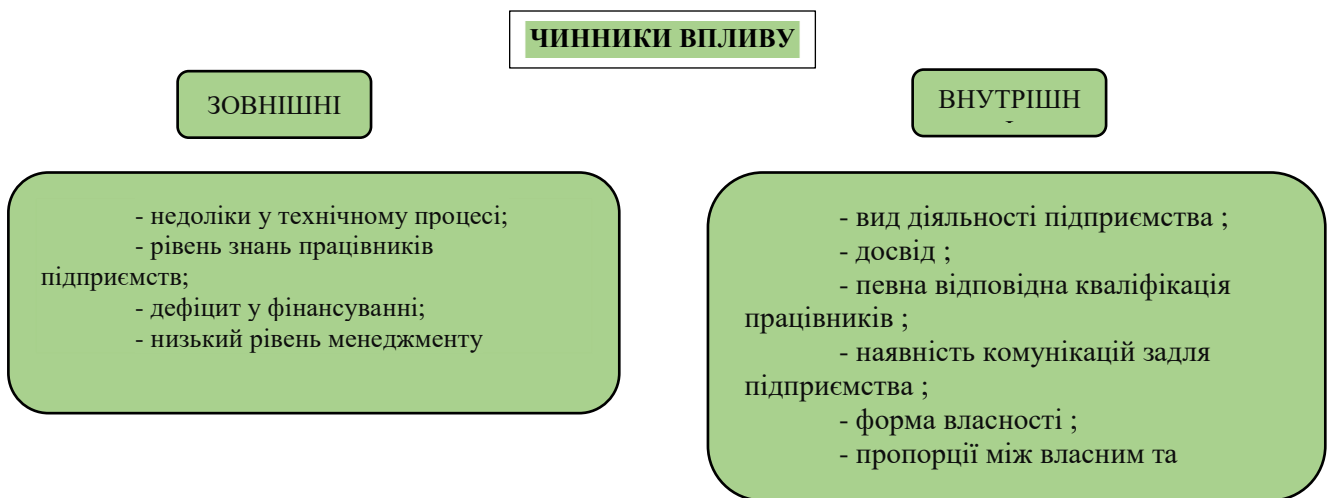 ЧИННИКИ ВПЛИВУ
ЗОВНІШНІ
ВНУТРІШН
- недоліки у технічному процесі;
- рівень знань працівників
підприємств;
- дефіцит у фінансуванні;
- низький рівень менеджменту
- вид діяльності підприємства ;
- досвід ;
- певна відповідна кваліфікація
працівників ;
- наявність комунікацій задля
підприємства ;
- форма власності ;
- пропорції між власним та